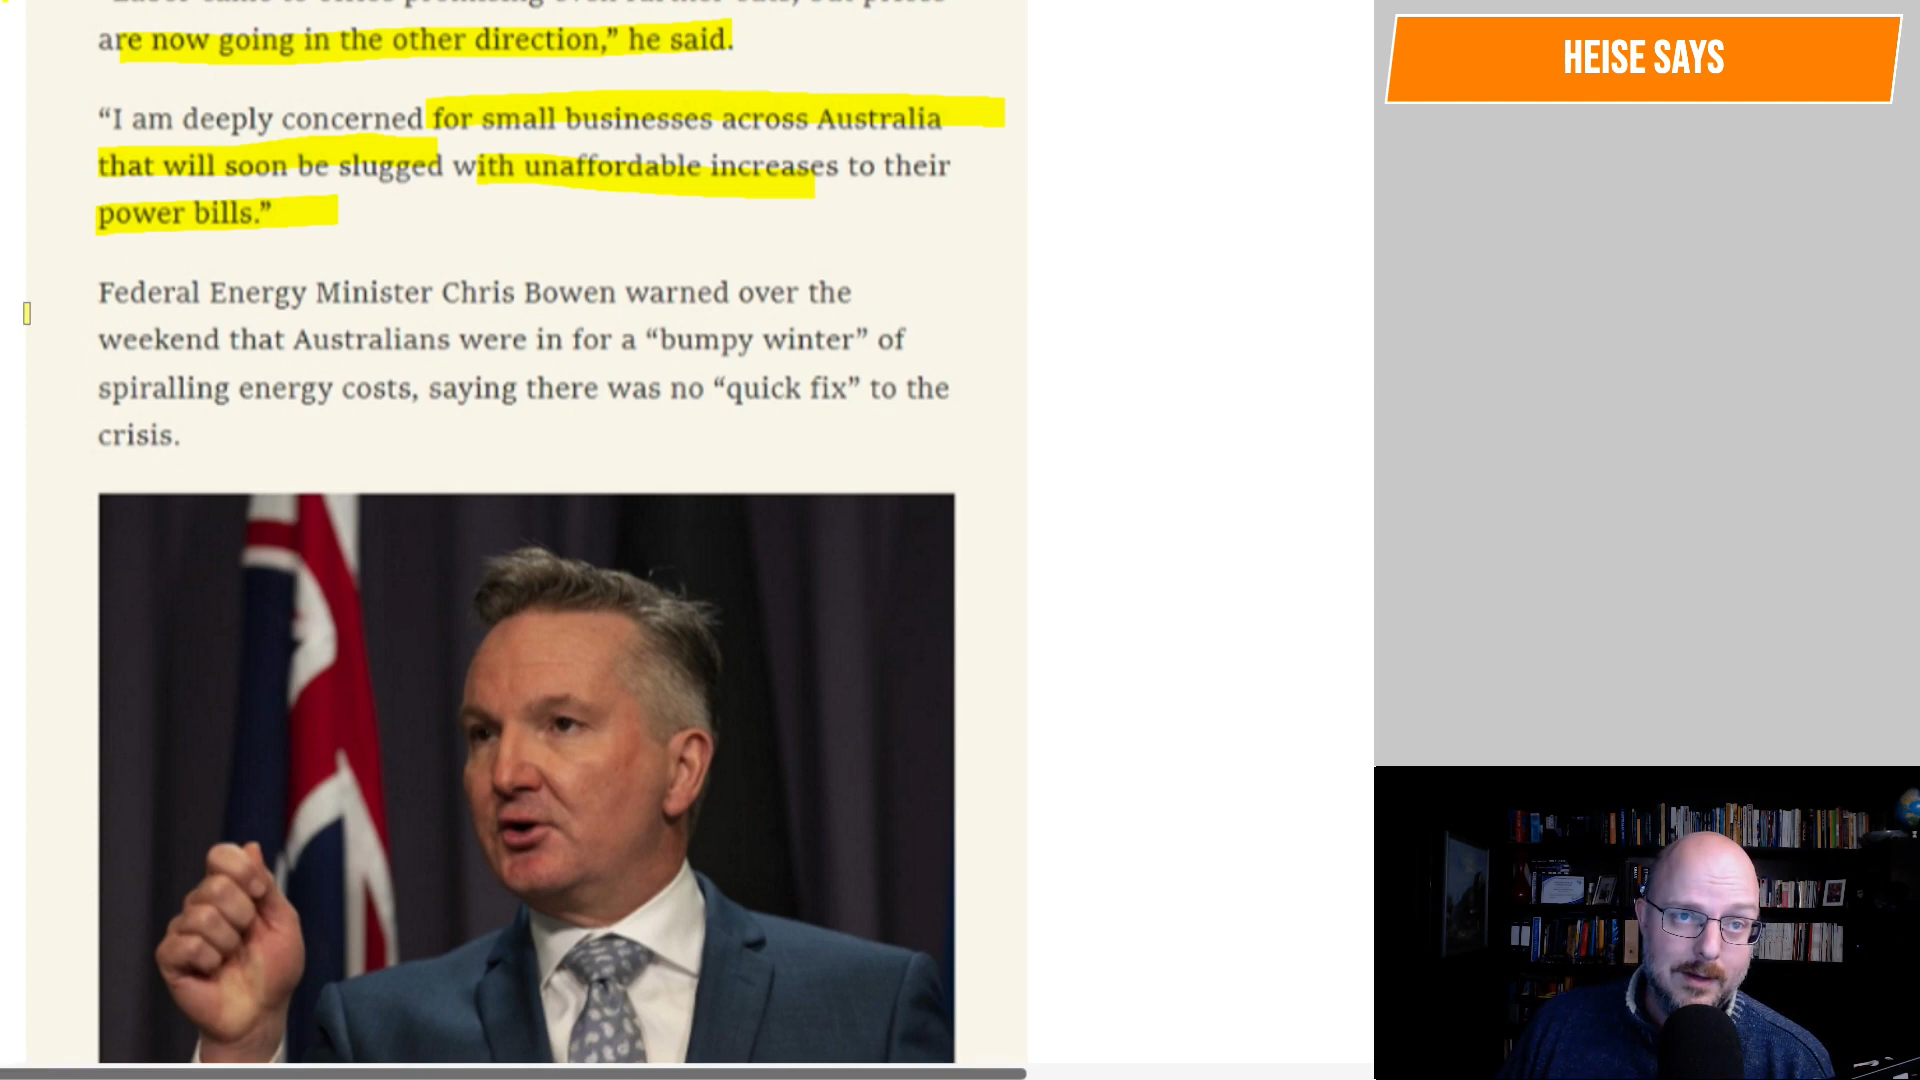 are now going in the other direction,” he said.
“I am deeply concerned for small businesses across Australia
that will soon be slugged with unaffordable increases to their
power bills.”
Federal Energy Minister Chris Bowen warned over the
weekend that Australians were in for a “bumpy winter” of
spiralling energy costs, saying there was no “quick fix” to the
crisis.
HEISE SAYS